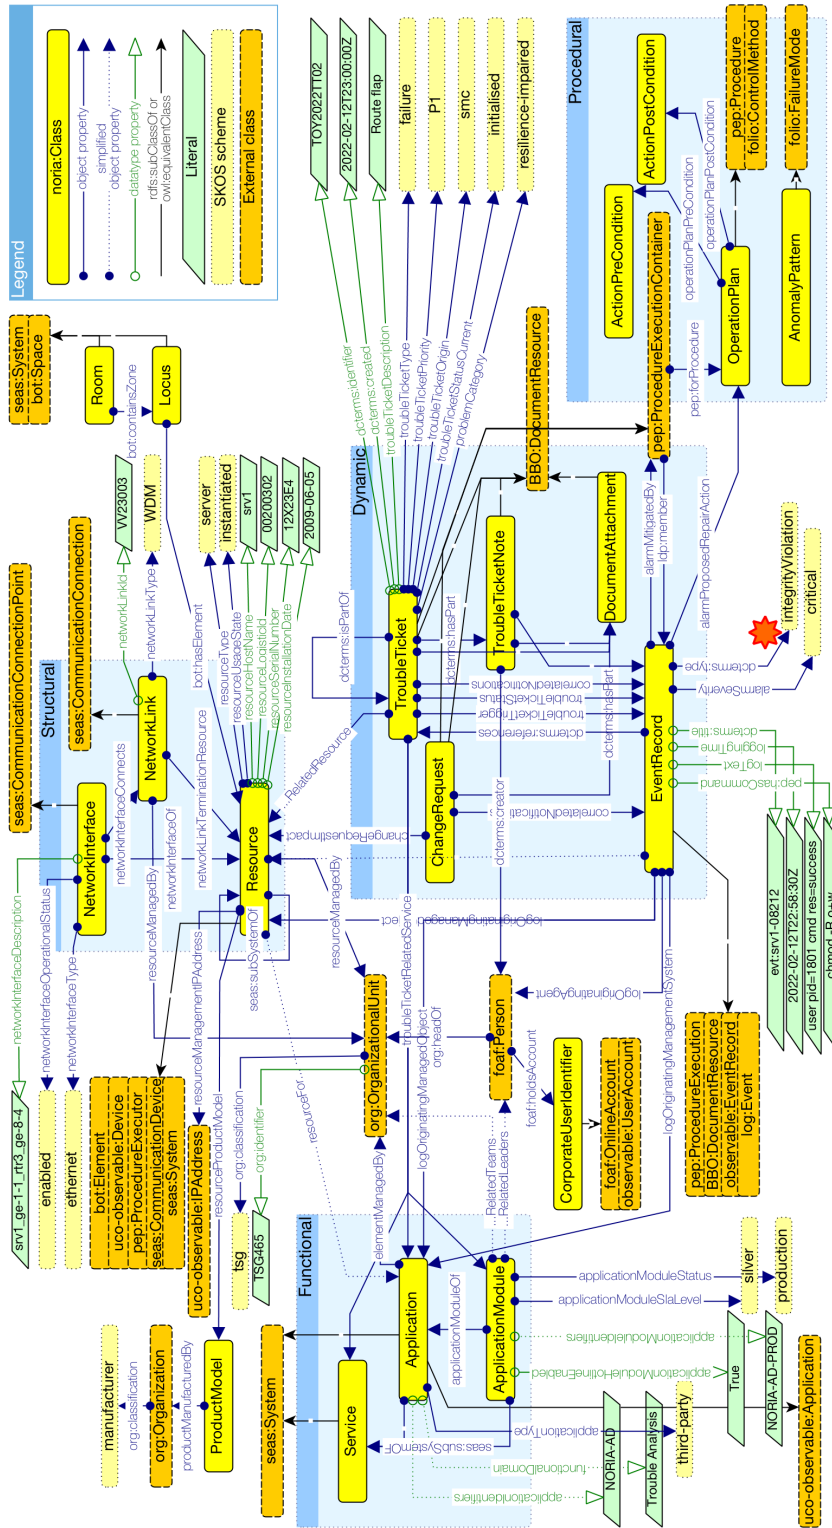 Legend
noria:Class
object property
simplified
object property
datatype property
rdfs:subClassOf or
owl:equivalentClass
Literal
SKOS scheme
External class
seas:System
bot:Space
Room
bot:containsZone
Locus
bot:hasElement
Structural
seas:CommunicationConnectionPoint
seas:CommunicationConnection
NetworkInterface
NetworkLink
Resource
networkInterfaceConnects
networkInterfaceOf
networkLinkTerminationResource
networkLinkId
VV23003
networkLinkType
WDM
resourceType
server
resourceUsageState
instantiated
resourceHostName
srv1
resourceLogisticId
00200302
resourceSerialNumber
12X23E4
resourceInstallationDate
2009-06-05
networkInterfaceDescription
srv1_ge-1-1_rtr3_ge-8-4
networkInterfaceOperationalStatus
enabled
networkInterfaceType
ethernet
resourceManagedBy
resourceManagedBy
seas:subSystemOf
resourceManagementIPAddress
resourceProductModel
resourceFor
bot:Element
uco-observable:Device
pep:ProcedureExecutor
seas:CommunicationDevice
seas:System
uco-observable:IPAddress
org:classification
tsg
org:identifier
TSG465
manufacturer
org:classification
org:Organization
productManufacturedBy
ProductModel
org:OrganizationalUnit
org:headOf
elementManagedBy
foaf:Person
foaf:holdsAccount
CorporateUserIdentifier
foaf:OnlineAccount
observable:UserAccount
Functional
seas:System
Service
Application
ApplicationModule
applicationModuleOf
seas:subSystemOF
RelatedTeams
RelatedLeaders
applicationModuleStatus
production
applicationModuleSlaLevel
silver
applicationModuleIdentifiers
NORIA-AD-PROD
applicationModuleHotlineEnabled
True
applicationType
third-party
functionalDomain
Trouble Analysis
applicationIdentifiers
NORIA-AD
uco-observable:Application
Dynamic
TroubleTicket
TroubleTicketNote
ChangeRequest
DocumentAttachment
EventRecord
dcterms:isPartOf
RelatedResource
changeRequestImpact
troubleTicketRelatedService
logOriginatingManagedObject
logOriginatingManaged
ect
logOriginatingAgent
logOriginatingManagementSystem
dcterms:creator
dcterms:hasPart
dcterms:hasPart
correlatedNotifications
troubleTicketStatus
troubleTicketTrigger
dcterms:references
correlatedNotificati
dcterms:identifier
TOY2022TT02
dcterms:created
2022-02-12T23:00:00Z
troubleTicketDescription
Route flap
troubleTicketType
failure
troubleTicketPriority
P1
troubleTicketOrigin
smc
troubleTicketStatusCurrent
initialised
problemCategory
resilience-impaired
BBO:DocumentResource
pep:ProcedureExecutionContainer
alarmMitigatedBy
ldp:member
alarmProposedRepairAction
dcterms:type
integrityViolation
alarmSeverity
critical
dcterms:title
evt:srv1-08212
loggingTime
2022-02-12T22:58:30Z
logText
user pid=1801 cmd res=success
pep:hasCommand
chmod -R o+w
pep:ProcedureExecution
BBO:DocumentResource
observable:EventRecord
log:Event
Procedural
ActionPostCondition
ActionPreCondition
operationPlanPreCondition
operationPlanPostCondition
pep:forProcedure
OperationPlan
pep:Procedure
folio:ControlMethod
AnomalyPattern
folio:FailureMode